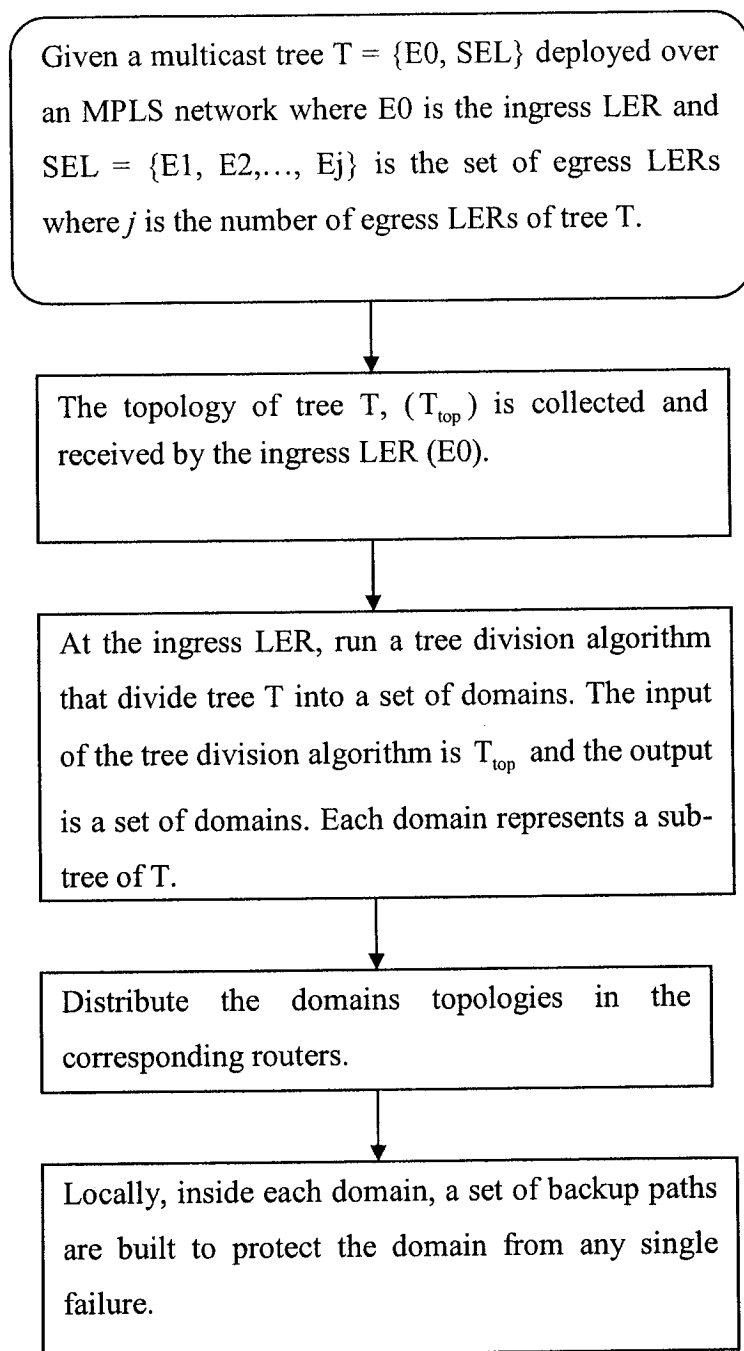 Given a multicast tree T = {E0, SEL} deployed over
an MPLS network where E0 is the ingress LER and
SEL = {E1, E2,..., Ej} is the set of egress LERs
where j is the number of egress LERs of tree T.
The topology of tree T, (T_top) is collected and
received by the ingress LER (E0).
At the ingress LER, run a tree division algorithm
that divide tree T into a set of domains. The input
of the tree division algorithm is T_top and the output
is a set of domains. Each domain represents a sub-
tree of T.
Distribute the domains topologies in the
corresponding routers.
Locally, inside each domain, a set of backup paths
are built to protect the domain from any single
failure.